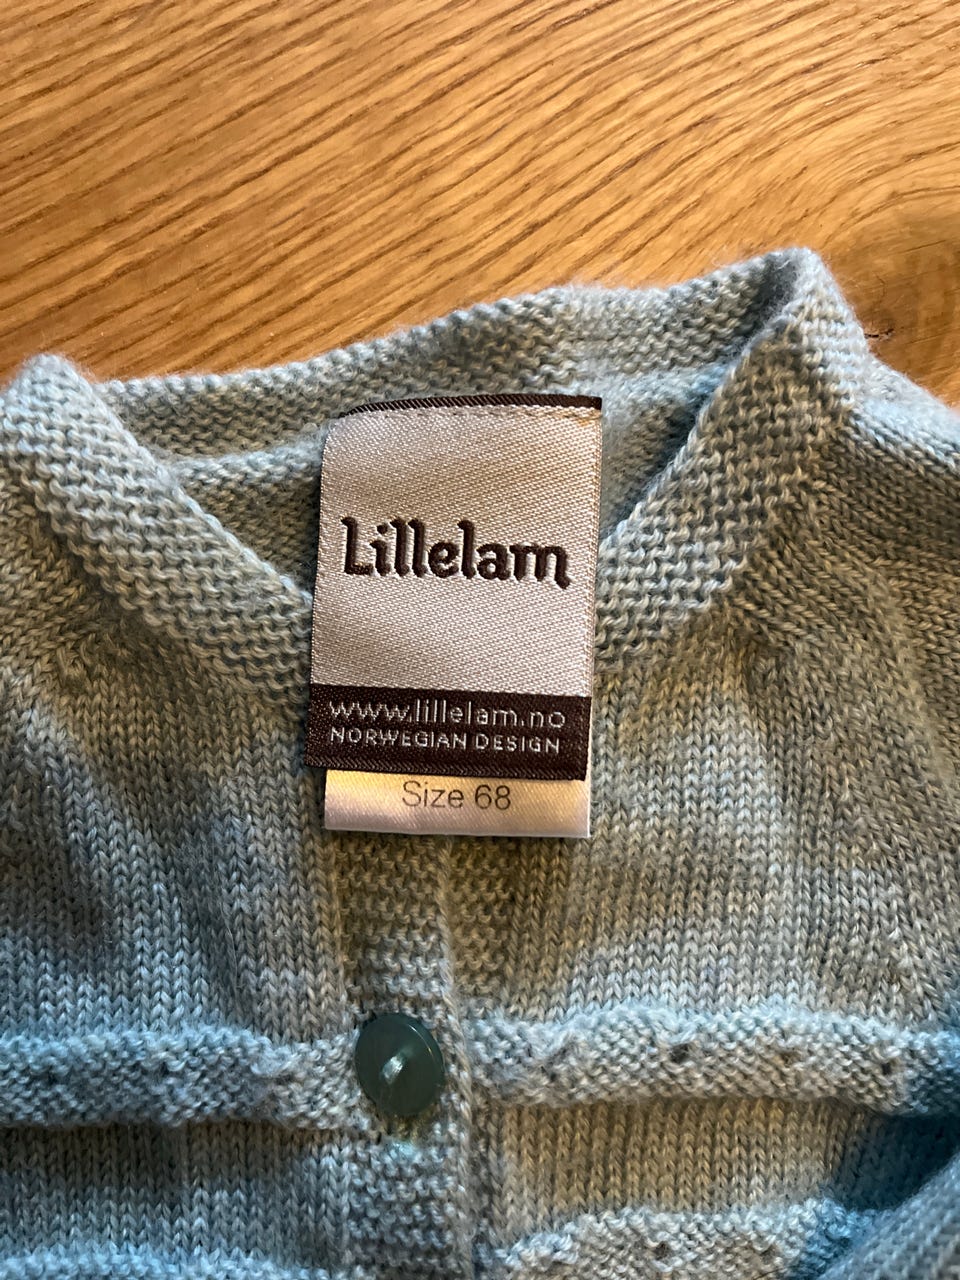 Lillelam
www.lillelam.no
NORWEGIAN DESIGN
Size 68